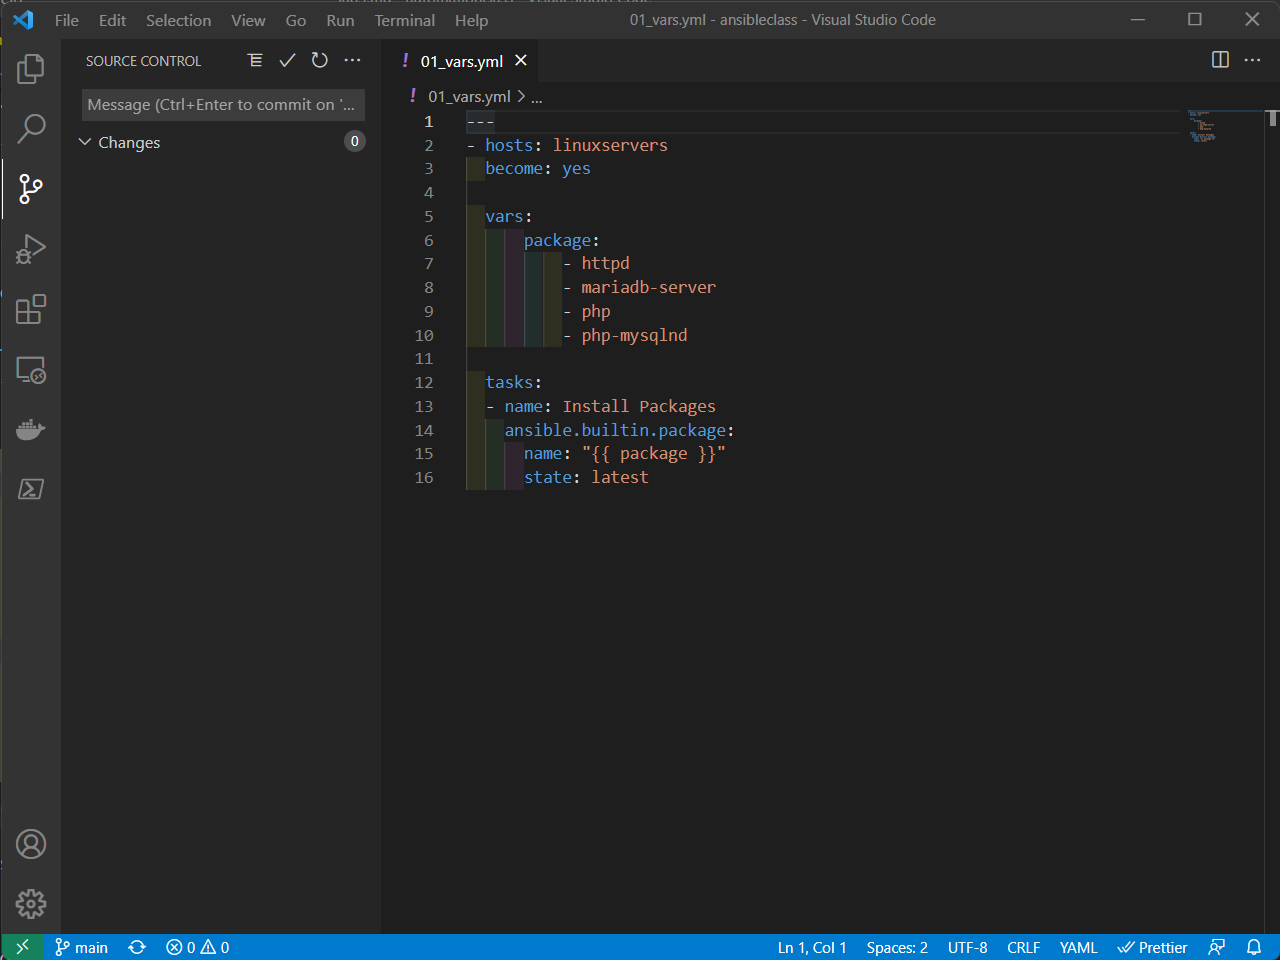 File Edit Selection View Go Run Terminal Help 01_vars.yml - ansibleclass - Visual Studio Code
SOURCE CONTROL
01_vars.yml
Message (Ctrl+Enter to commit on '...
Changes 0
01_vars.yml > ...
1 ---
2 - hosts: linuxservers
3 become: yes
4
5 vars:
6 package:
7 - httpd
8 - mariadb-server
9 - php
10 - php-mysqlnd
11
12 tasks:
13 - name: Install Packages
14 ansible.builtin.package:
15 name: "{{ package }}"
16 state: latest
main 0 0 Ln 1, Col 1 Spaces: 2 UTF-8 CRLF YAML Prettier